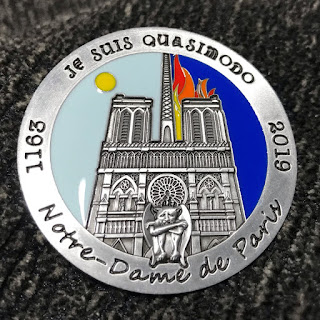 JE SUIS QUASIMODO
1163
2019
Notre-Dame de Paris